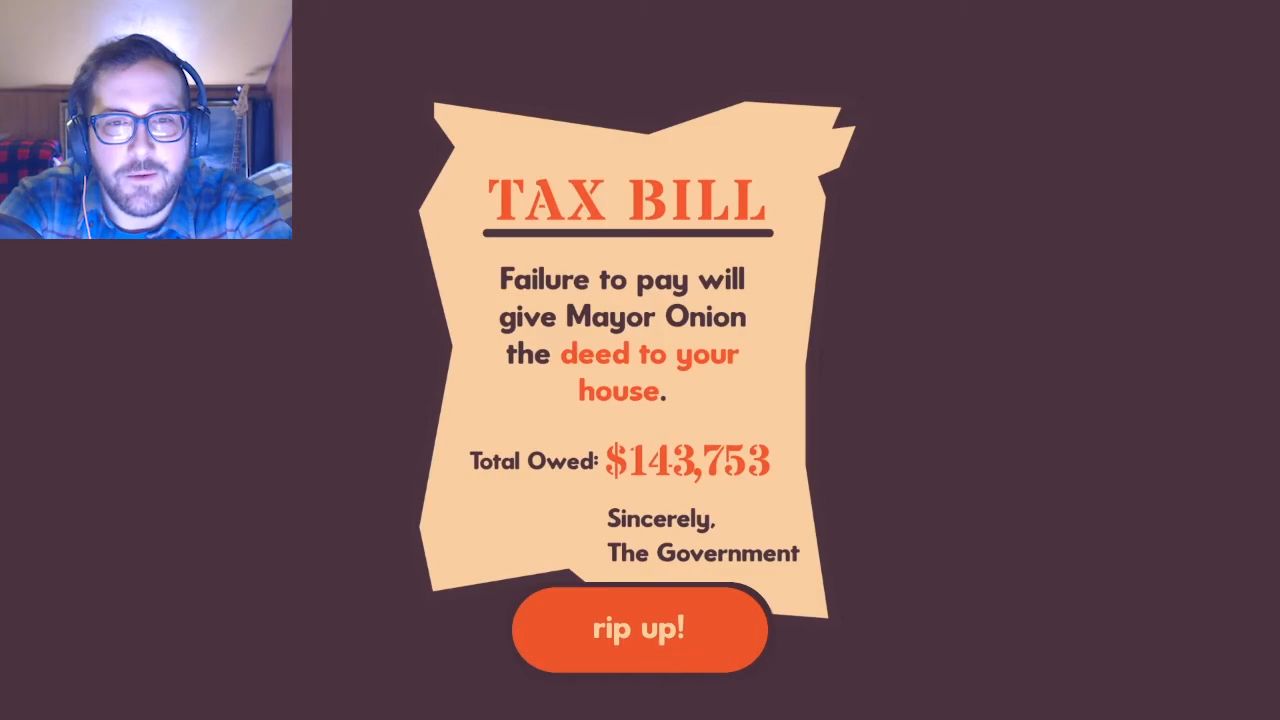 TAX BILL
Failure to pay will
give Mayor Onion
the deed to your
house.
Total Owed: $143,753
Sincerely,
The Government
rip up!